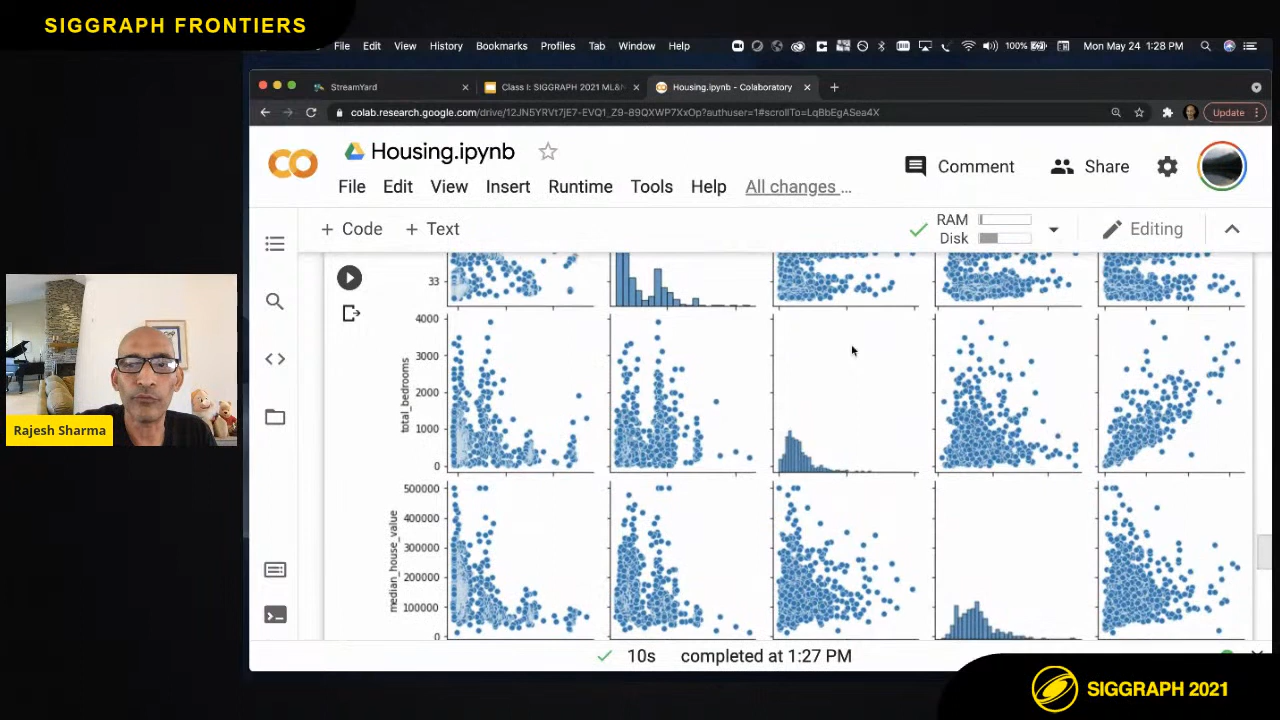 SIGGRAPH FRONTIERS
File Edit View History Bookmarks Profiles Tab Window Help 100% Mon May 24 1:28 PM
StreamYard Class I: SIGGRAPH 2021 ML&N Housing.ipynb - Colaboratory
colab.research.google.com/drive/12JN5YRVt7jE7-EVQ1_Z9-89QXWP7XxOp?authuser=1#scrollTo=LqBbEgASea4X Update
CO Housing.ipynb Comment Share
File Edit View Insert Runtime Tools Help All changes …
+ Code + Text RAM Disk Editing
33
4000
3000
2000
1000
0
total_bedrooms
500000
400000
300000
200000
100000
0
median_house_value
10s completed at 1:27 PM
Rajesh Sharma
SIGGRAPH 2021